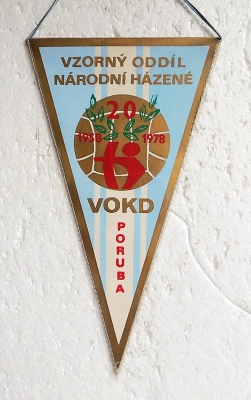 VZORNÝ ODDÍL
NÁRODNÍ HÁZENÉ
20
1958 1978
VOKD
PORUBA